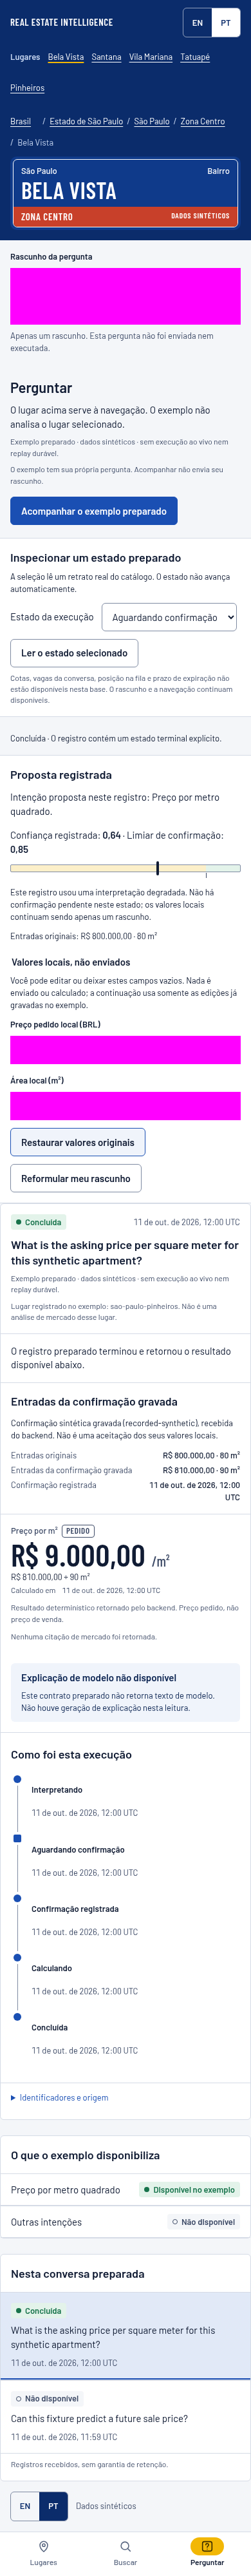 REAL ESTATE INTELLIGENCE
EN PT
Lugares Bela Vista Santana Vila Mariana Tatuapé
Pinheiros
Brasil / Estado de São Paulo / São Paulo / Zona Centro
/ Bela Vista
São Paulo Bairro
BELA VISTA
ZONA CENTRO DADOS SINTÉTICOS
Rascunho da pergunta
Apenas um rascunho. Esta pergunta não foi enviada nem
executada.
Perguntar
O lugar acima serve à navegação. O exemplo não
analisa o lugar selecionado.
Exemplo preparado · dados sintéticos · sem execução ao vivo nem
replay durável.
O exemplo tem sua própria pergunta. Acompanhar não envia seu
rascunho.
Acompanhar o exemplo preparado
Inspecionar um estado preparado
A seleção lê um retrato real do catálogo. O estado não avança
automaticamente.
Estado da execução Aguardando confirmação
Ler o estado selecionado
Cotas, vagas da conversa, posição na fila e prazo de expiração não
estão disponíveis nesta base. O rascunho e a navegação continuam
disponíveis.
Concluída · O registro contém um estado terminal explícito.
Proposta registrada
Intenção proposta neste registro: Preço por metro
quadrado.
Confiança registrada: 0,64 · Limiar de confirmação:
0,85
Este registro usou uma interpretação degradada. Não há
confirmação pendente neste estado; os valores locais
continuam sendo apenas um rascunho.
Entradas originais: R$ 800.000,00 · 80 m²
Valores locais, não enviados
Você pode editar ou deixar estes campos vazios. Nada é
enviado ou calculado; a continuação usa somente as edições já
gravadas no exemplo.
Preço pedido local (BRL)
Área local (m²)
Restaurar valores originais
Reformular meu rascunho
Concluída 11 de out. de 2026, 12:00 UTC
What is the asking price per square meter for
this synthetic apartment?
Exemplo preparado · dados sintéticos · sem execução ao vivo nem
replay durável.
Lugar registrado no exemplo: sao-paulo-pinheiros. Não é uma
análise de mercado desse lugar.
O registro preparado terminou e retornou o resultado
disponível abaixo.
Entradas da confirmação gravada
Confirmação sintética gravada (recorded-synthetic), recebida
do backend. Não é uma aceitação dos seus valores locais.
Entradas originais R$ 800.000,00 · 80 m²
Entradas da confirmação gravada R$ 810.000,00 · 90 m²
Confirmação registrada 11 de out. de 2026, 12:00
UTC
Preço por m² PEDIDO
R$ 9.000,00 /m²
R$ 810.000,00 ÷ 90 m²
Calculado em 11 de out. de 2026, 12:00 UTC
Resultado determinístico retornado pelo backend. Preço pedido, não
preço de venda.
Nenhuma citação de mercado foi retornada.
Explicação de modelo não disponível
Este contrato preparado não retorna texto de modelo.
Não houve geração de explicação nesta leitura.
Como foi esta execução
Interpretando
11 de out. de 2026, 12:00 UTC
Aguardando confirmação
11 de out. de 2026, 12:00 UTC
Confirmação registrada
11 de out. de 2026, 12:00 UTC
Calculando
11 de out. de 2026, 12:00 UTC
Concluída
11 de out. de 2026, 12:00 UTC
Identificadores e origem
O que o exemplo disponibiliza
Preço por metro quadrado Disponível no exemplo
Outras intenções Não disponível
Nesta conversa preparada
Concluída
What is the asking price per square meter for this
synthetic apartment?
11 de out. de 2026, 12:00 UTC
Não disponível
Can this fixture predict a future sale price?
11 de out. de 2026, 11:59 UTC
Registros recebidos, sem garantia de retenção.
EN PT Dados sintéticos
Lugares Buscar Perguntar